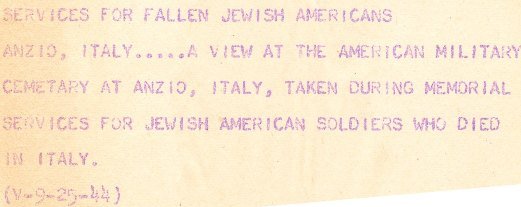 SERVICES FOR FALLEN JEWISH AMERICANS
ANZIO, ITALY.....A VIEW AT THE AMERICAN MILITARY
CEMETARY AT ANZIO, ITALY, TAKEN DURING MEMORIAL
SERVICES FOR JEWISH AMERICAN SOLDIERS WHO DIED
IN ITALY.
(V-9-25-44)